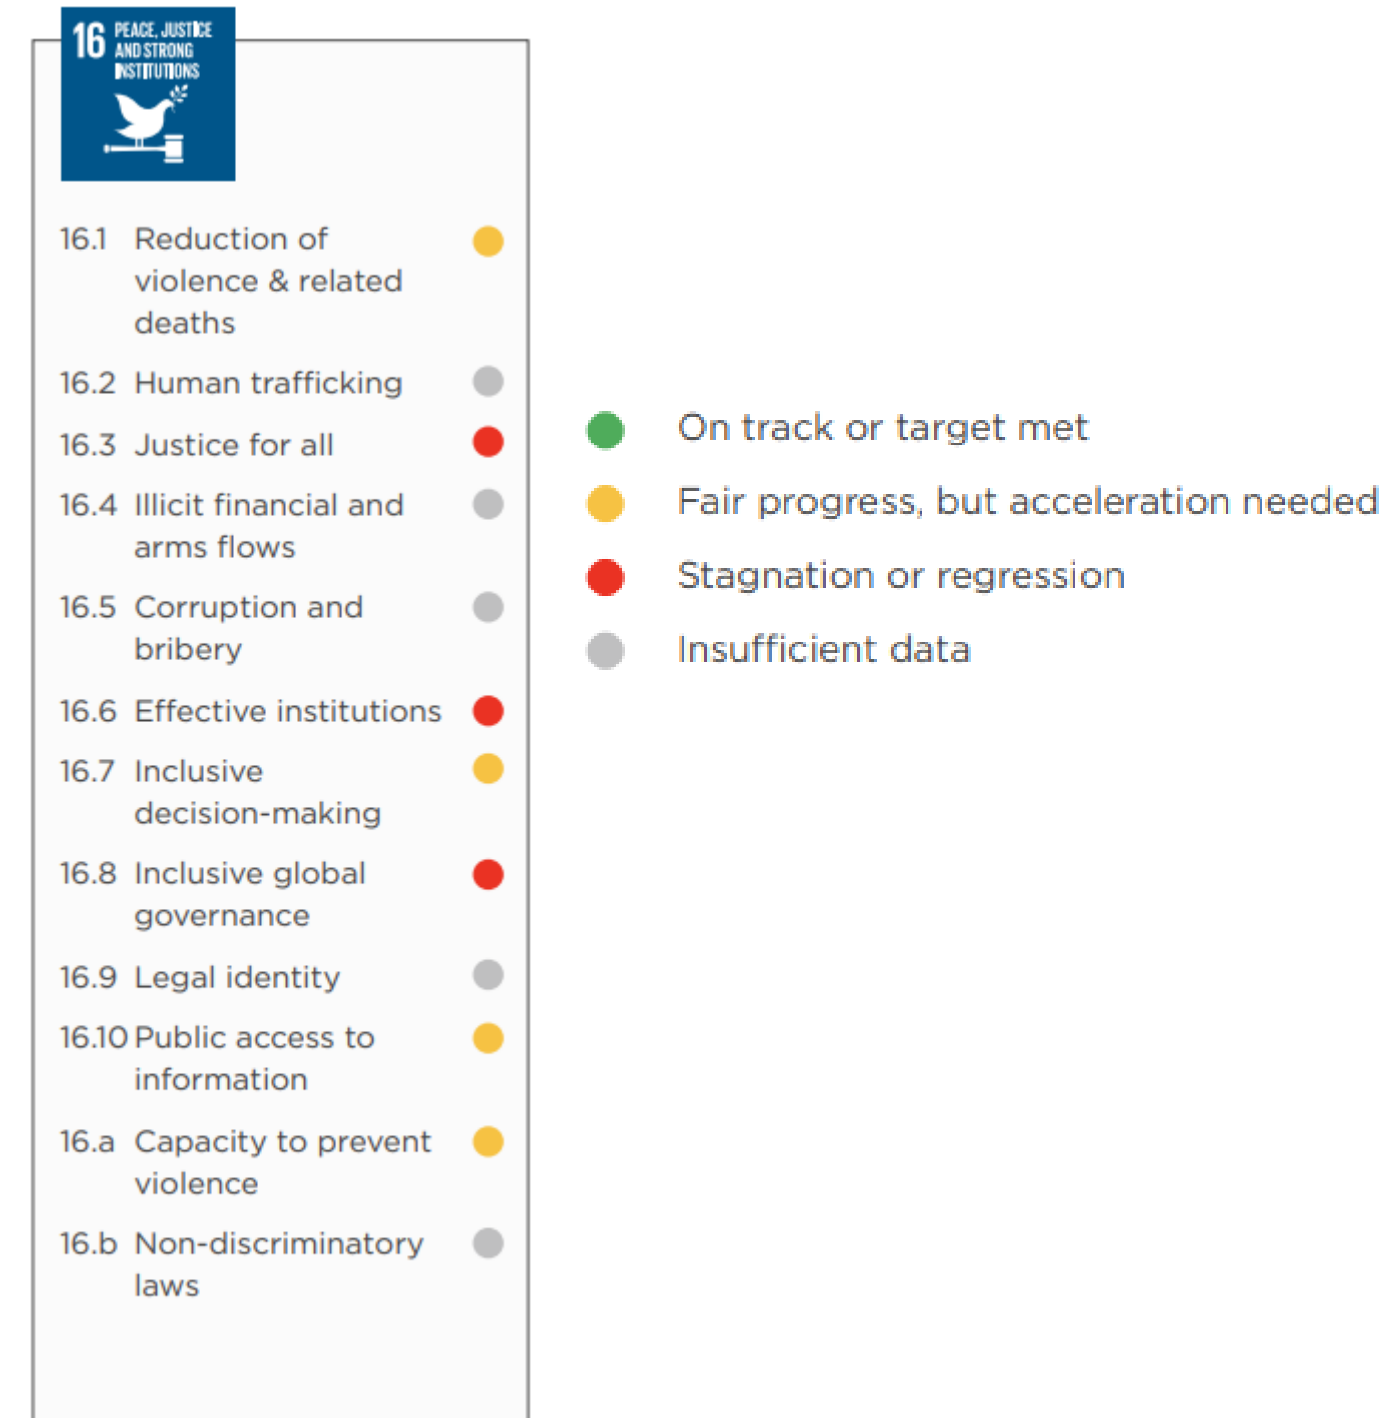 16 PEACE, JUSTICE
AND STRONG
INSTITUTIONS
16.1 Reduction of
violence & related
deaths
16.2 Human trafficking
16.3 Justice for all
16.4 Illicit financial and
arms flows
16.5 Corruption and
bribery
16.6 Effective institutions
16.7 Inclusive
decision-making
16.8 Inclusive global
governance
16.9 Legal identity
16.10 Public access to
information
16.a Capacity to prevent
violence
16.b Non-discriminatory
laws
On track or target met
Fair progress, but acceleration needed
Stagnation or regression
Insufficient data